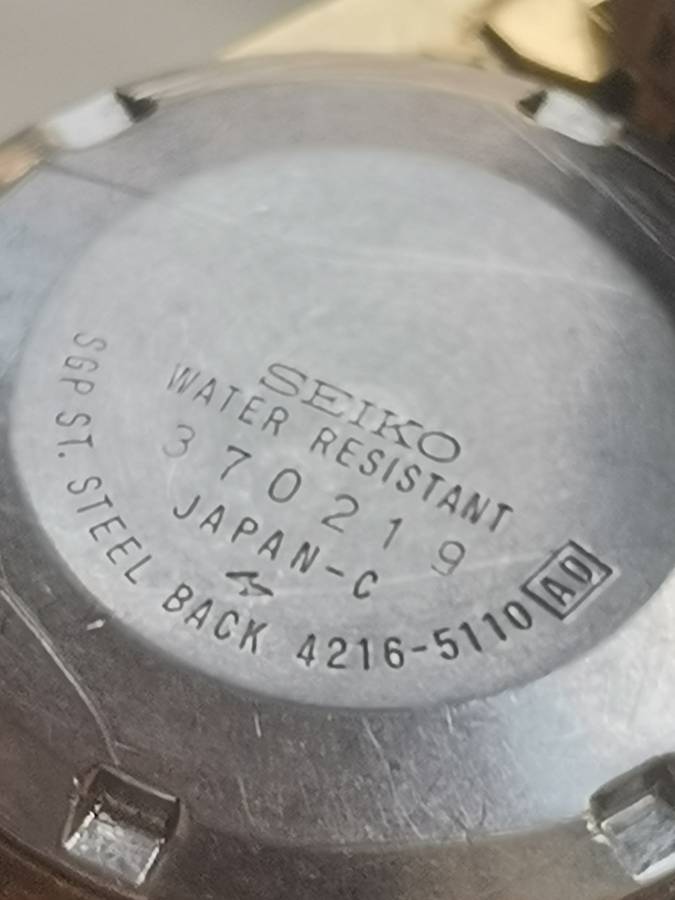 SEIKO
WATER RESISTANT
370219
JAPAN-C
SGP ST. STEEL BACK 4216-5110 AD